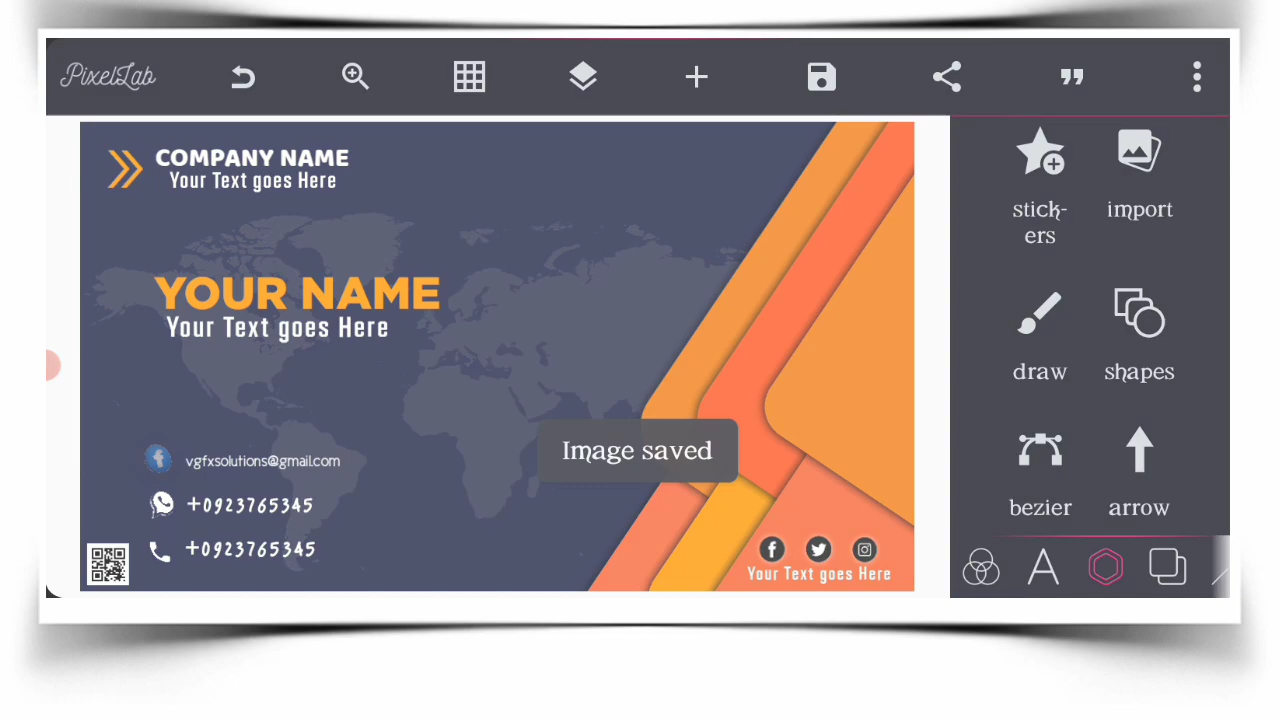 PixelLab
COMPANY NAME
Your Text goes Here
YOUR NAME
Your Text goes Here
vgfxsolutions@gmail.com
+0923765345
+0923765345
Image saved
Your Text goes Here
stick-
ers
import
draw
shapes
bezier
arrow